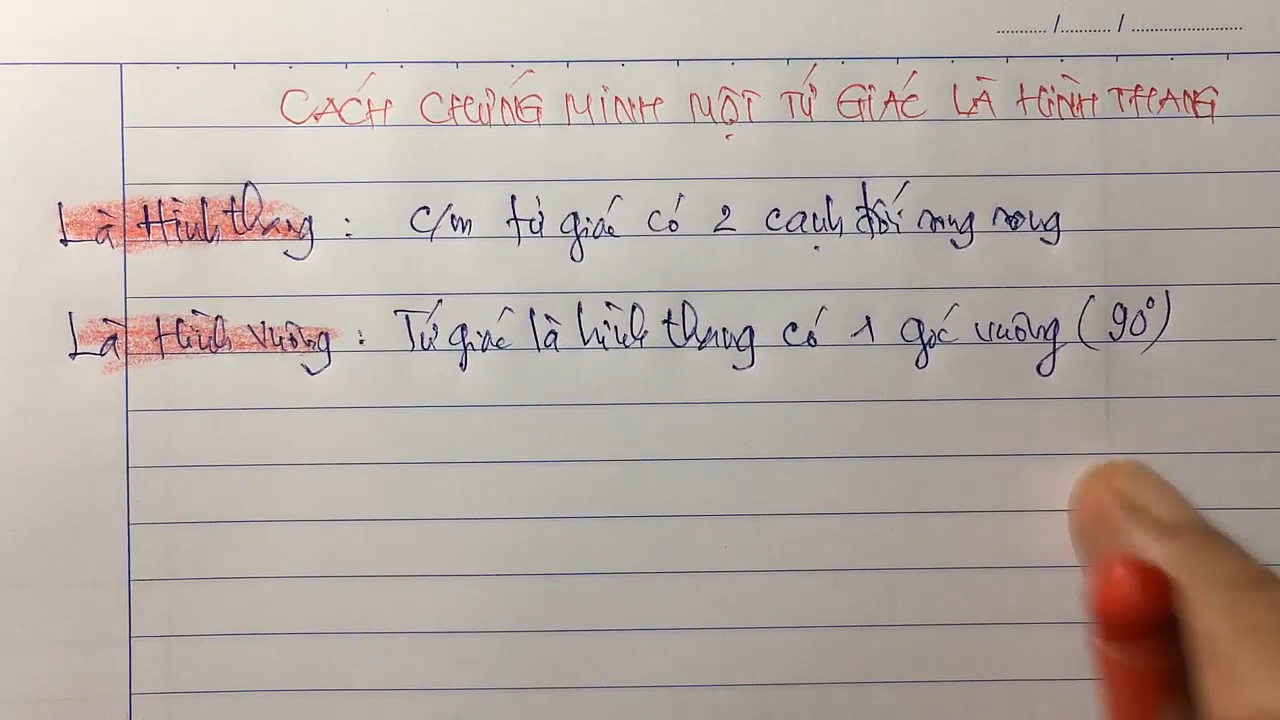 ........... /........... / .........................
CÁCH CHỨNG MINH MỘT TỨ GIÁC LÀ HÌNH THANG
Là Hình thang : C/m tứ giác có 2 cạnh đối song song
Là Hình vuông : Tứ giác là hình thang có 1 góc vuông (90°)